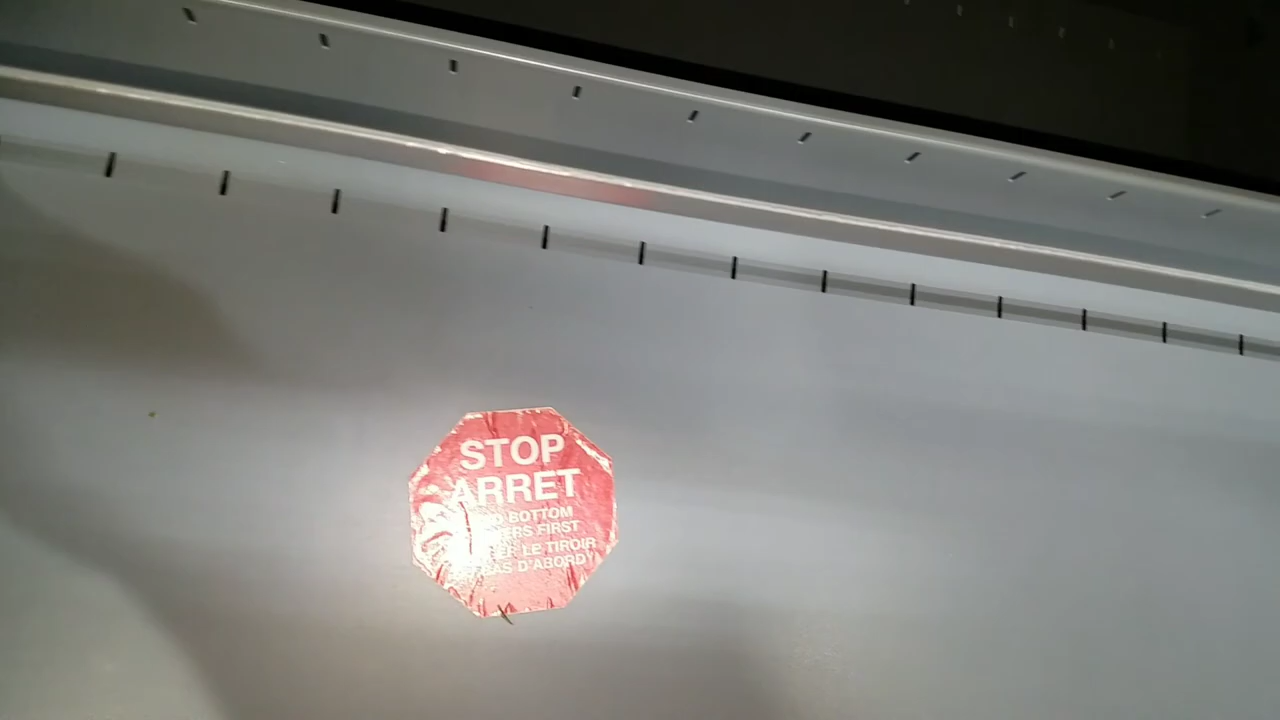 STOP
ARRET
BOTTOM
FIRST
LE TIROIR
D'ABORD